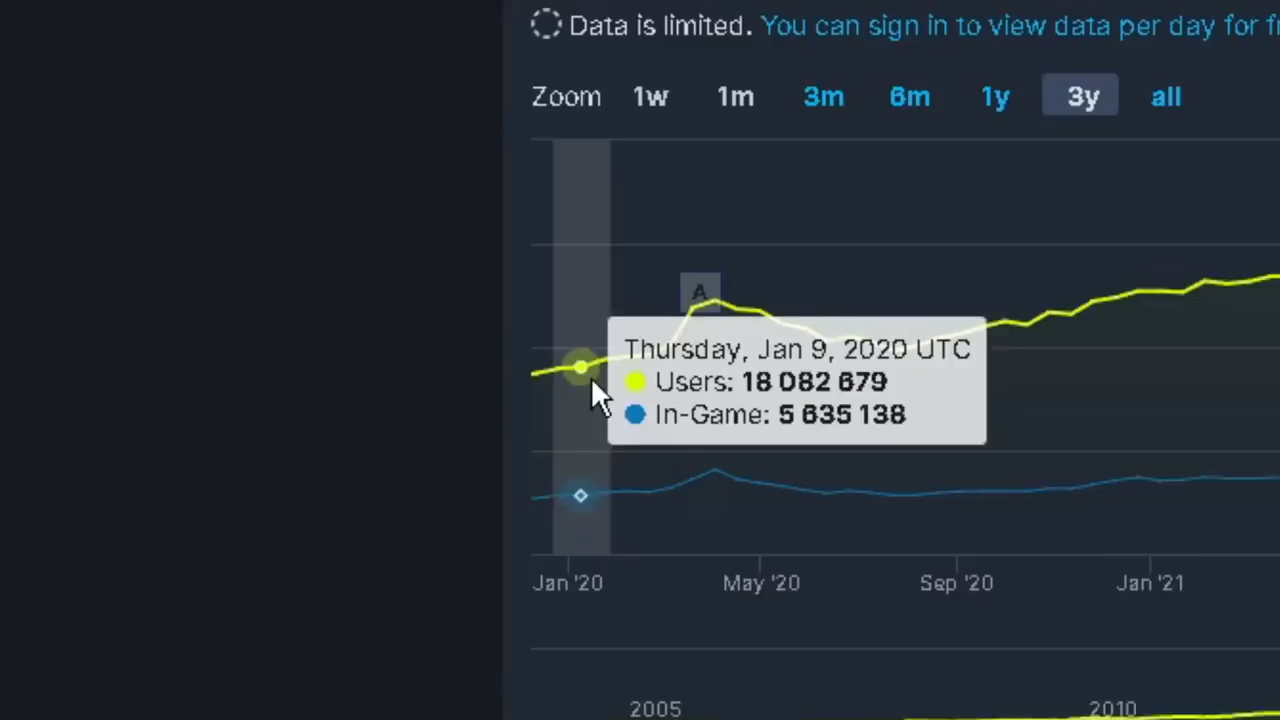 Data is limited. You can sign in to view data per day for
Zoom 1w 1m 3m 6m 1y 3y all
A
Thursday, Jan 9, 2020 UTC
Users: 18 082 679
In-Game: 5 635 138
Jan '20 May '20 Sep '20 Jan '21
2005 2010